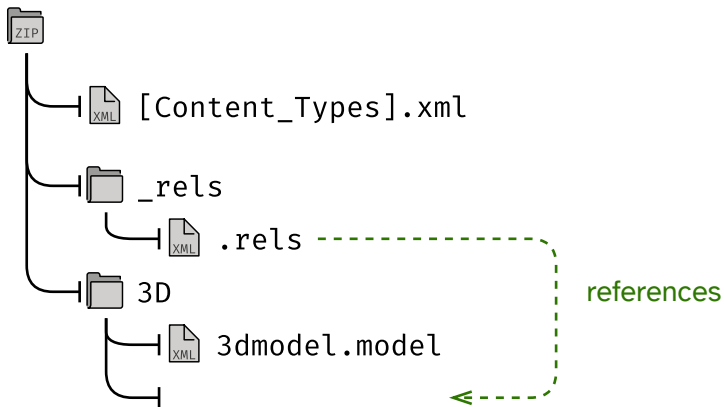 ZIP
XML [Content_Types].xml
_rels
XML .rels
references
3D
XML 3dmodel.model